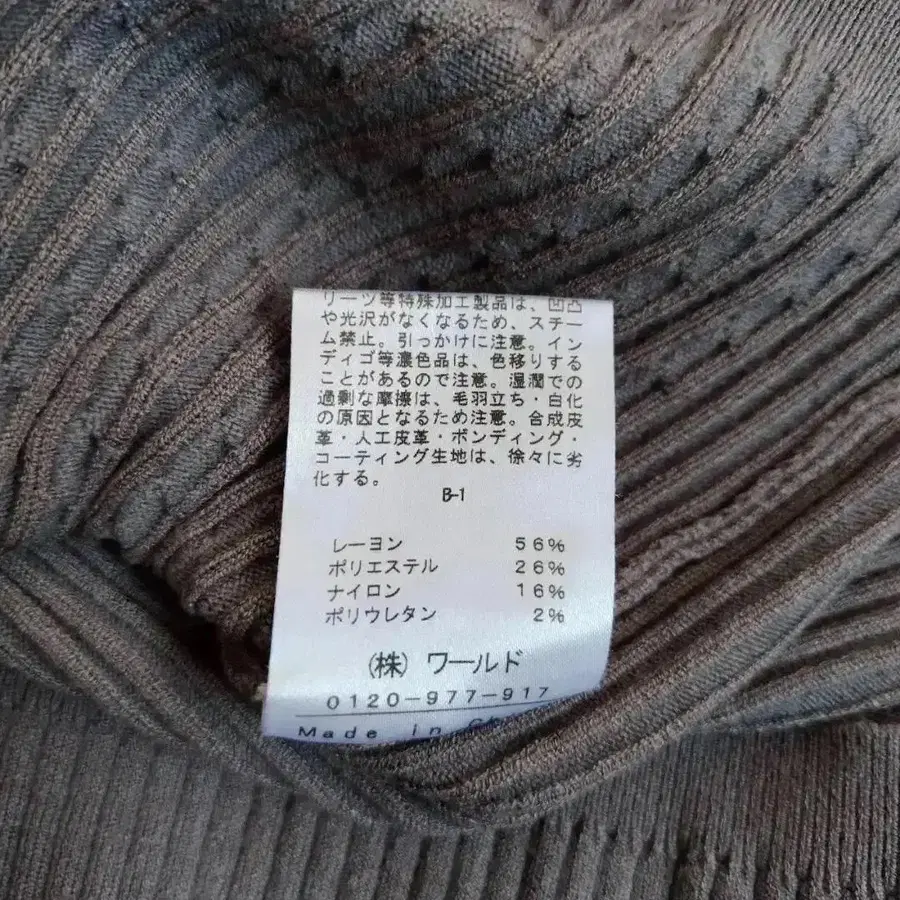 リーツ等特殊加工製品は、凹凸
や光沢がなくなるため、スチー
ム禁止。引っかけに注意。イン
ディゴ等濃色品は、色移りする
ことがあるので注意。湿潤での
過剰な摩擦は、毛羽立ち・白化
の原因となるため注意。合成皮
革・人工皮革・ボンディング・
コーティング生地は、徐々に劣
化する。
B-1
レーヨン 56%
ポリエステル 26%
ナイロン 16%
ポリウレタン 2%
(株) ワールド
0120-977-917
Made in